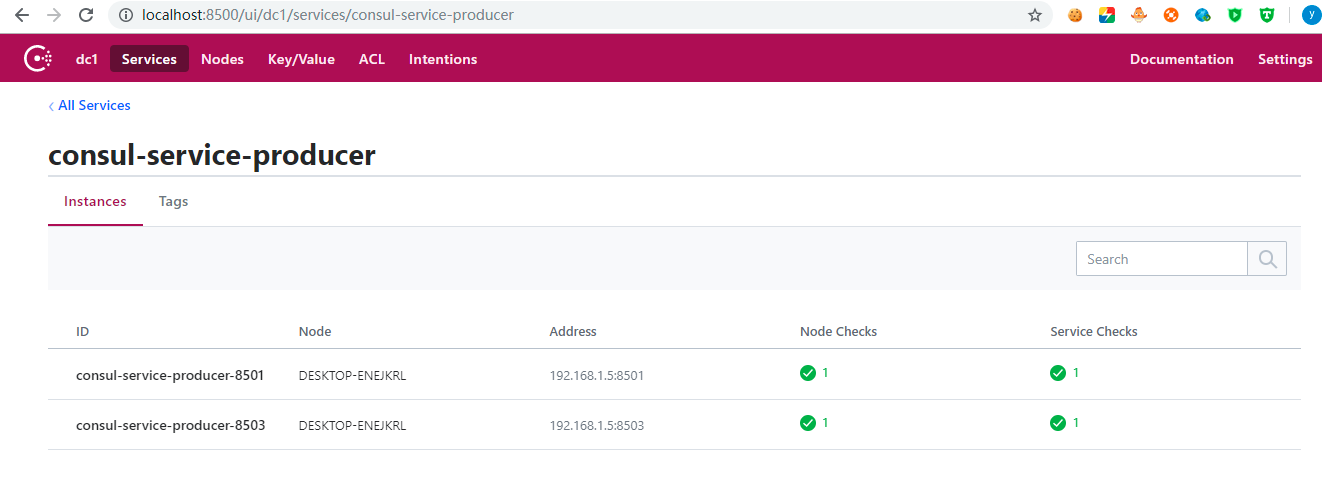 localhost:8500/ui/dc1/services/consul-service-producer
y
dc1 Services Nodes Key/Value ACL Intentions Documentation Settings
‹ All Services
consul-service-producer
Instances Tags
Search
ID Node Address Node Checks Service Checks
consul-service-producer-8501 DESKTOP-ENEJKRL 192.168.1.5:8501 1 1
consul-service-producer-8503 DESKTOP-ENEJKRL 192.168.1.5:8503 1 1